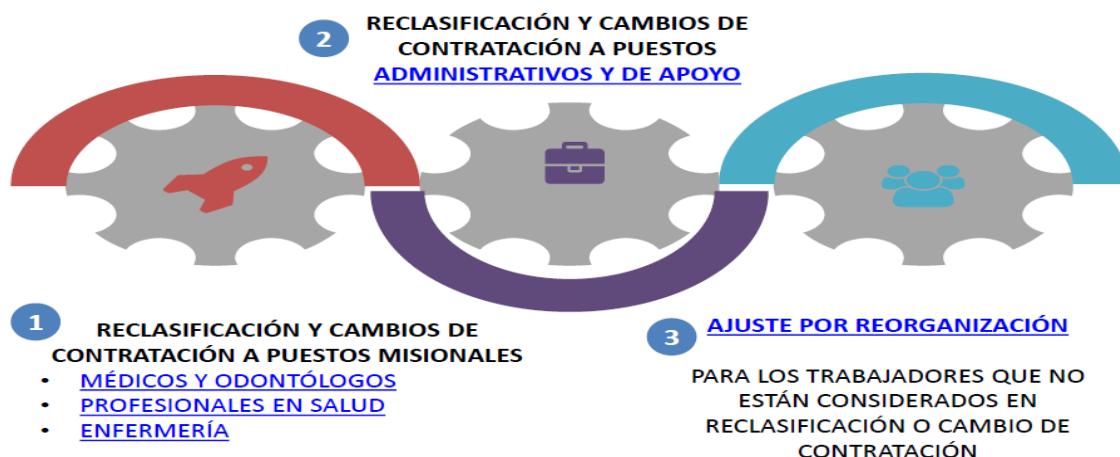 1
RECLASIFICACIÓN Y CAMBIOS DE
CONTRATACIÓN A PUESTOS MISIONALES
• MÉDICOS Y ODONTÓLOGOS
• PROFESIONALES EN SALUD
• ENFERMERÍA
2
RECLASIFICACIÓN Y CAMBIOS DE
CONTRATACIÓN A PUESTOS
ADMINISTRATIVOS Y DE APOYO
3
AJUSTE POR REORGANIZACIÓN
PARA LOS TRABAJADORES QUE NO
ESTÁN CONSIDERADOS EN
RECLASIFICACIÓN O CAMBIO DE
CONTRATACIÓN